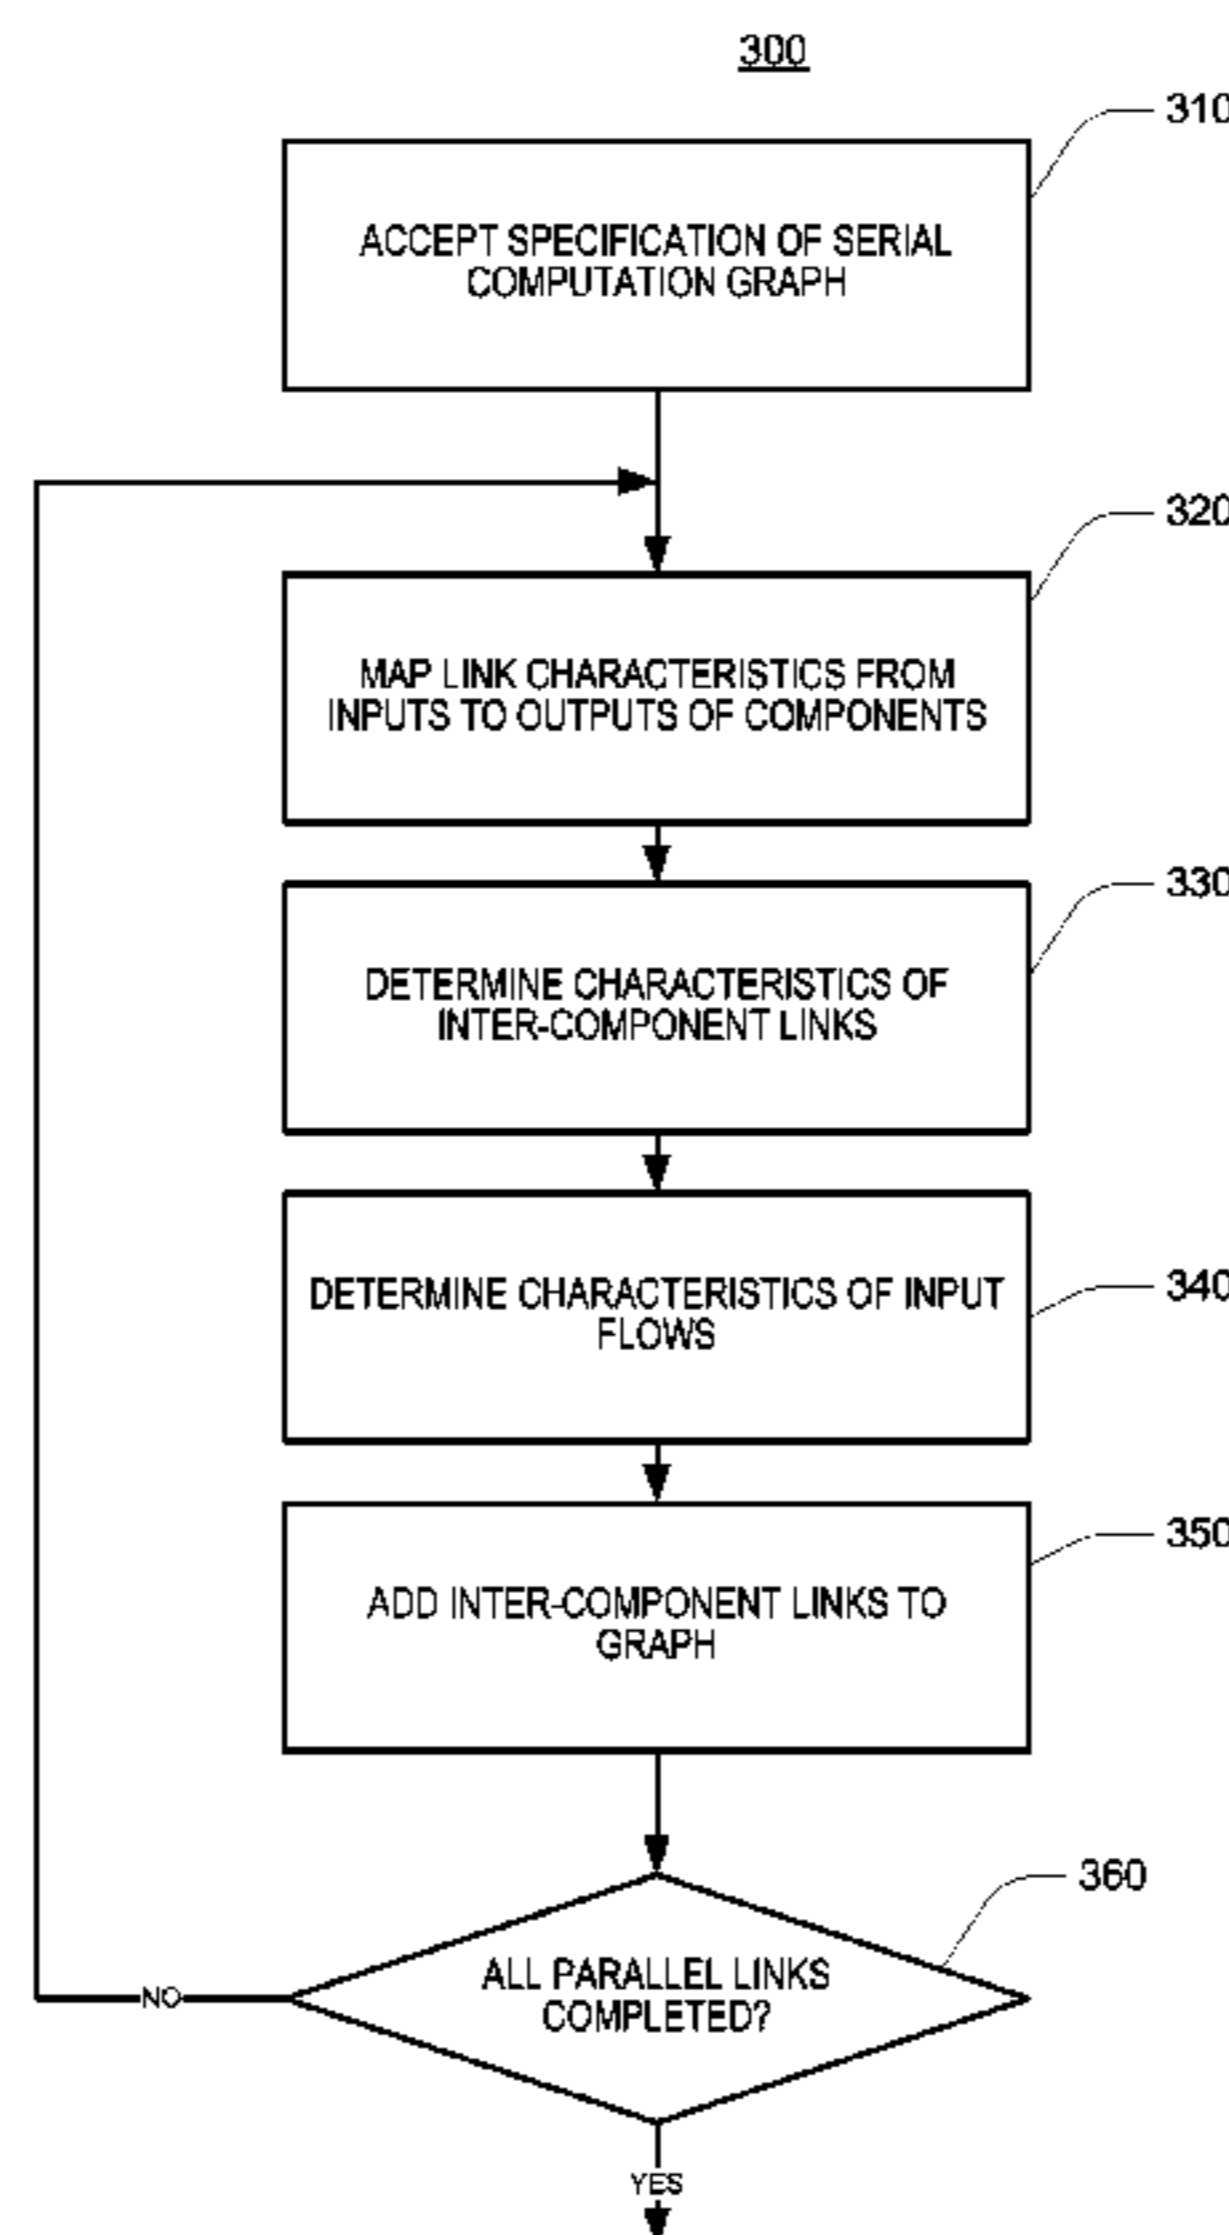 300
310
ACCEPT SPECIFICATION OF SERIAL
COMPUTATION GRAPH
320
MAP LINK CHARACTERISTICS FROM
INPUTS TO OUTPUTS OF COMPONENTS
330
DETERMINE CHARACTERISTICS OF
INTER-COMPONENT LINKS
340
DETERMINE CHARACTERISTICS OF INPUT
FLOWS
350
ADD INTER-COMPONENT LINKS TO
GRAPH
360
ALL PARALLEL LINKS
COMPLETED?
NO
YES